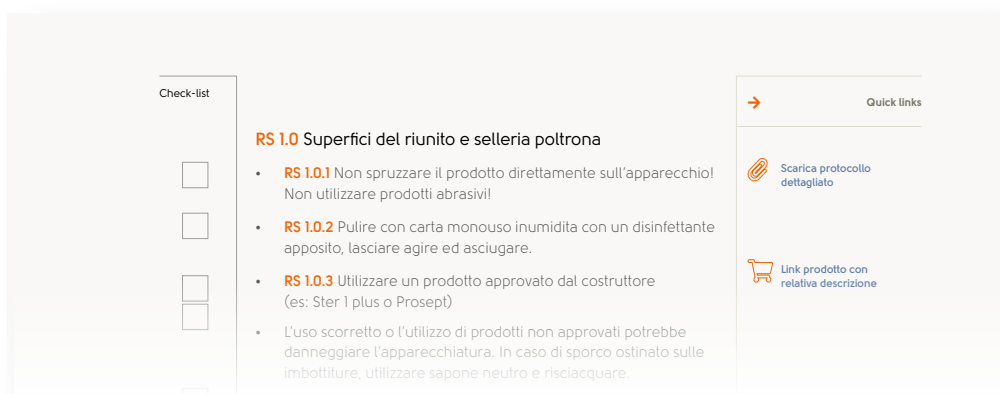 Check-list
RS 1.0 Superfici del riunito e selleria poltrona
• RS 1.0.1 Non spruzzare il prodotto direttamente sull’apparecchio!
Non utilizzare prodotti abrasivi!
• RS 1.0.2 Pulire con carta monouso inumidita con un disinfettante
apposito, lasciare agire ed asciugare.
• RS 1.0.3 Utilizzare un prodotto approvato dal costruttore
(es: Ster 1 plus o Prosept)
• L’uso scorretto o l’utilizzo di prodotti non approvati potrebbe
danneggiare l’apparecchiatura. In caso di sporco ostinato sulle
imbottiture, utilizzare sapone neutro e risciacquare.
Quick links
Scarica protocollo
dettagliato
Link prodotto con
relativa descrizione